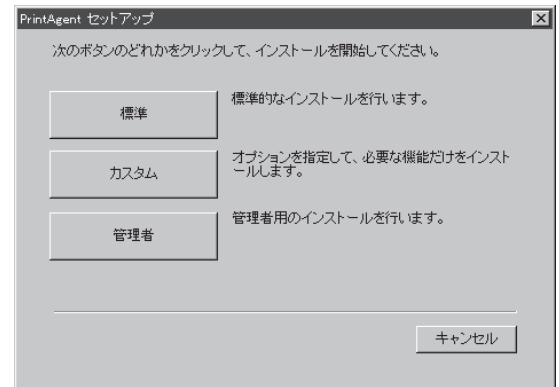 PrintAgent セットアップ
次のボタンのどれかをクリックして、インストールを開始してください。
標準
標準的なインストールを行います。
カスタム
オプションを指定して、必要な機能だけをインスト
ールします。
管理者
管理者用のインストールを行います。
キャンセル